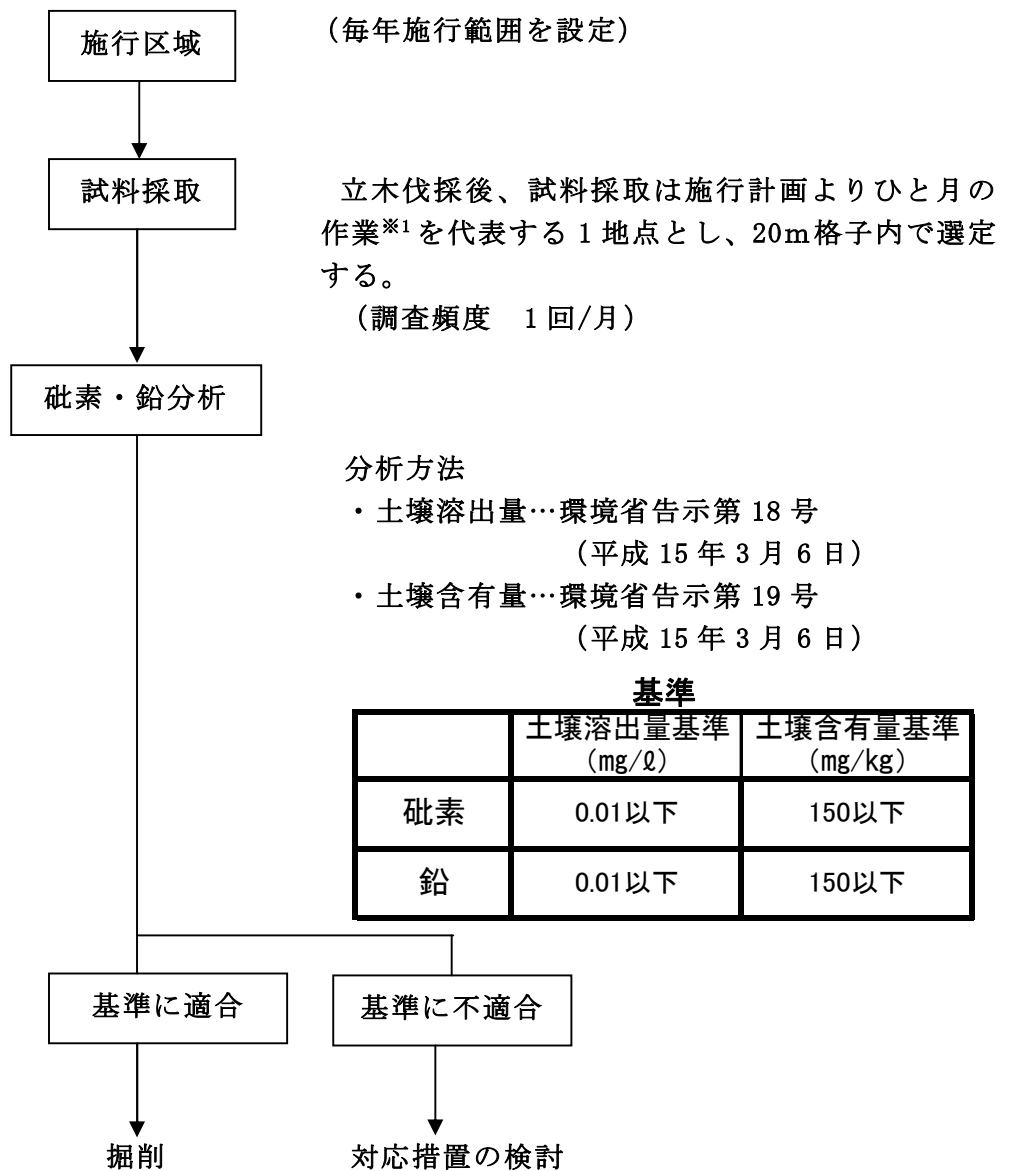 施行区域
（毎年施行範囲を設定）
試料採取
立木伐採後、試料採取は施行計画よりひと月の
作業※1を代表する1地点とし、20m格子内で選定
する。
（調査頻度　1回/月）
砒素・鉛分析
分析方法
・土壌溶出量…環境省告示第18号
（平成15年3月6日）
・土壌含有量…環境省告示第19号
（平成15年3月6日）
基準
土壌溶出量基準 土壌含有量基準
（mg/ℓ） （mg/kg）
砒素 0.01以下 150以下
鉛 0.01以下 150以下
基準に適合 基準に不適合
掘削 対応措置の検討